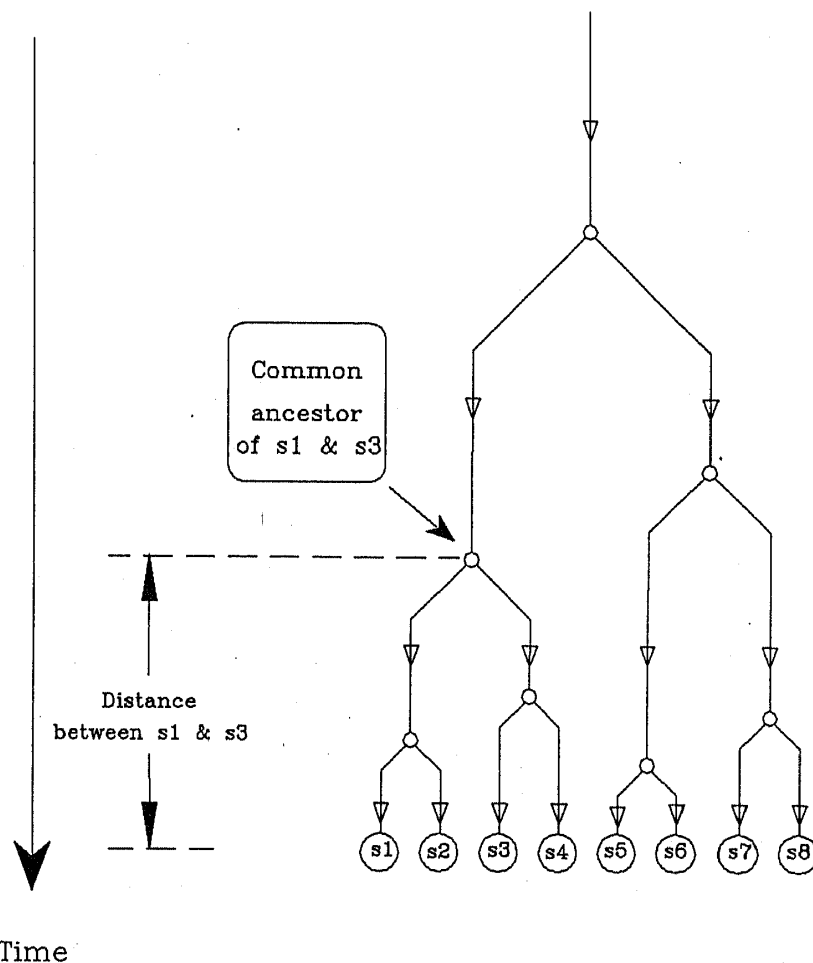 Common
ancestor
of s1 & s3
Distance
between s1 & s3
s1 s2 s3 s4 s5 s6 s7 s8
Time